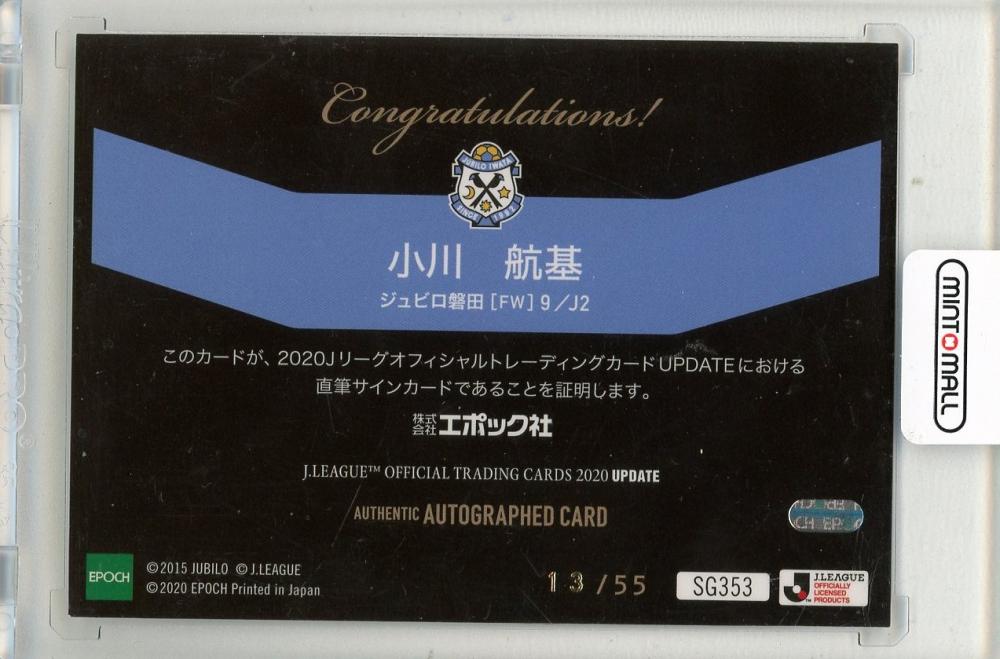 Congratulations!
JUBILO IWATA
SINCE 1992
小川 航基
ジュビロ磐田 [FW] 9/J2
このカードが、2020Jリーグオフィシャルトレーディングカード UPDATEにおける
直筆サインカードであることを証明します。
株式会社エポック社
J.LEAGUE™ OFFICIAL TRADING CARDS 2020 UPDATE
AUTHENTIC AUTOGRAPHED CARD
EPOCH
©2015 JUBILO ©J.LEAGUE
©2020 EPOCH Printed in Japan
13/55
SG353
J.LEAGUE
OFFICIALLY
LICENSED
PRODUCTS
MINT MALL